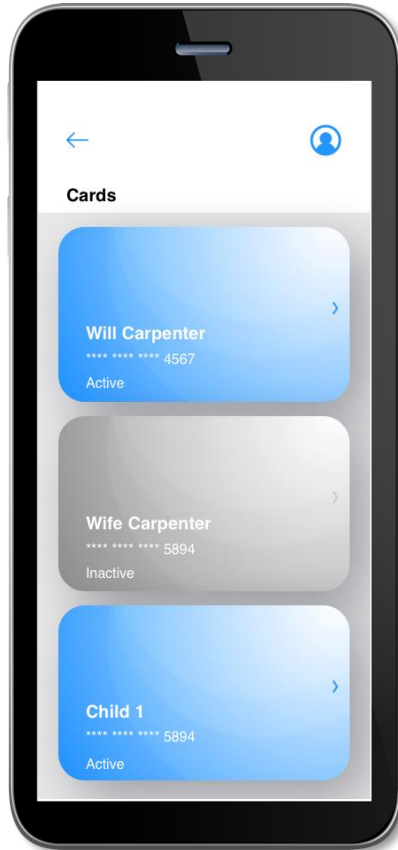 Cards
Will Carpenter
**** **** **** 4567
Active
Wife Carpenter
**** **** **** 5894
Inactive
Child 1
**** **** **** 5894
Active